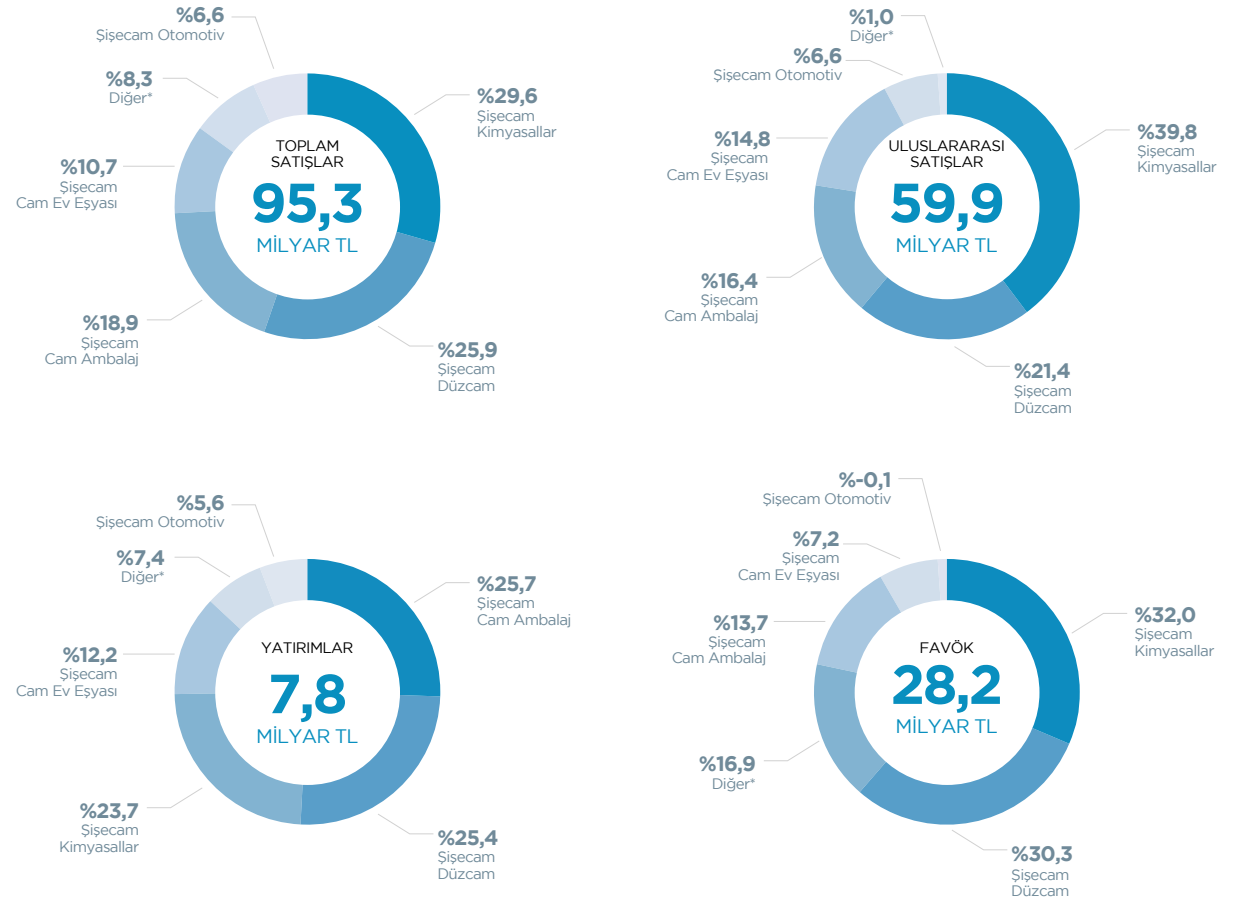 %6,6
Şişecam Otomotiv
%8,3
Diğer*
%10,7
Şişecam
Cam Ev Eşyası
%18,9
Şişecam
Cam Ambalaj
%29,6
Şişecam
Kimyasallar
%25,9
Şişecam
Düzcam
TOPLAM
SATIŞLAR
95,3
MİLYAR TL
%1,0
Diğer*
%6,6
Şişecam Otomotiv
%14,8
Şişecam
Cam Ev Eşyası
%16,4
Şişecam
Cam Ambalaj
%39,8
Şişecam
Kimyasallar
%21,4
Şişecam
Düzcam
ULUSLARARASI
SATIŞLAR
59,9
MİLYAR TL
%5,6
Şişecam Otomotiv
%7,4
Diğer*
%12,2
Şişecam
Cam Ev Eşyası
%23,7
Şişecam
Kimyasallar
%25,7
Şişecam
Cam Ambalaj
%25,4
Şişecam
Düzcam
YATIRIMLAR
7,8
MİLYAR TL
%-0,1
Şişecam Otomotiv
%7,2
Şişecam
Cam Ev Eşyası
%13,7
Şişecam
Cam Ambalaj
%16,9
Diğer*
%32,0
Şişecam
Kimyasallar
%30,3
Şişecam
Düzcam
FAVÖK
28,2
MİLYAR TL